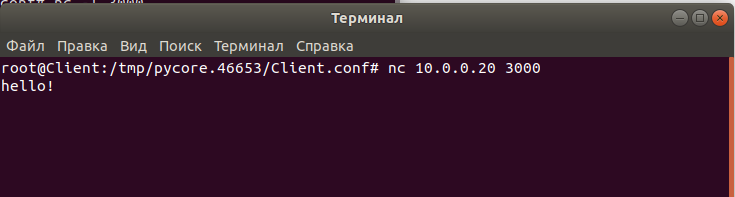 Терминал
Файл Правка Вид Поиск Терминал Справка
root@Client:/tmp/pycore.46653/Client.conf# nc 10.0.0.20 3000
hello!